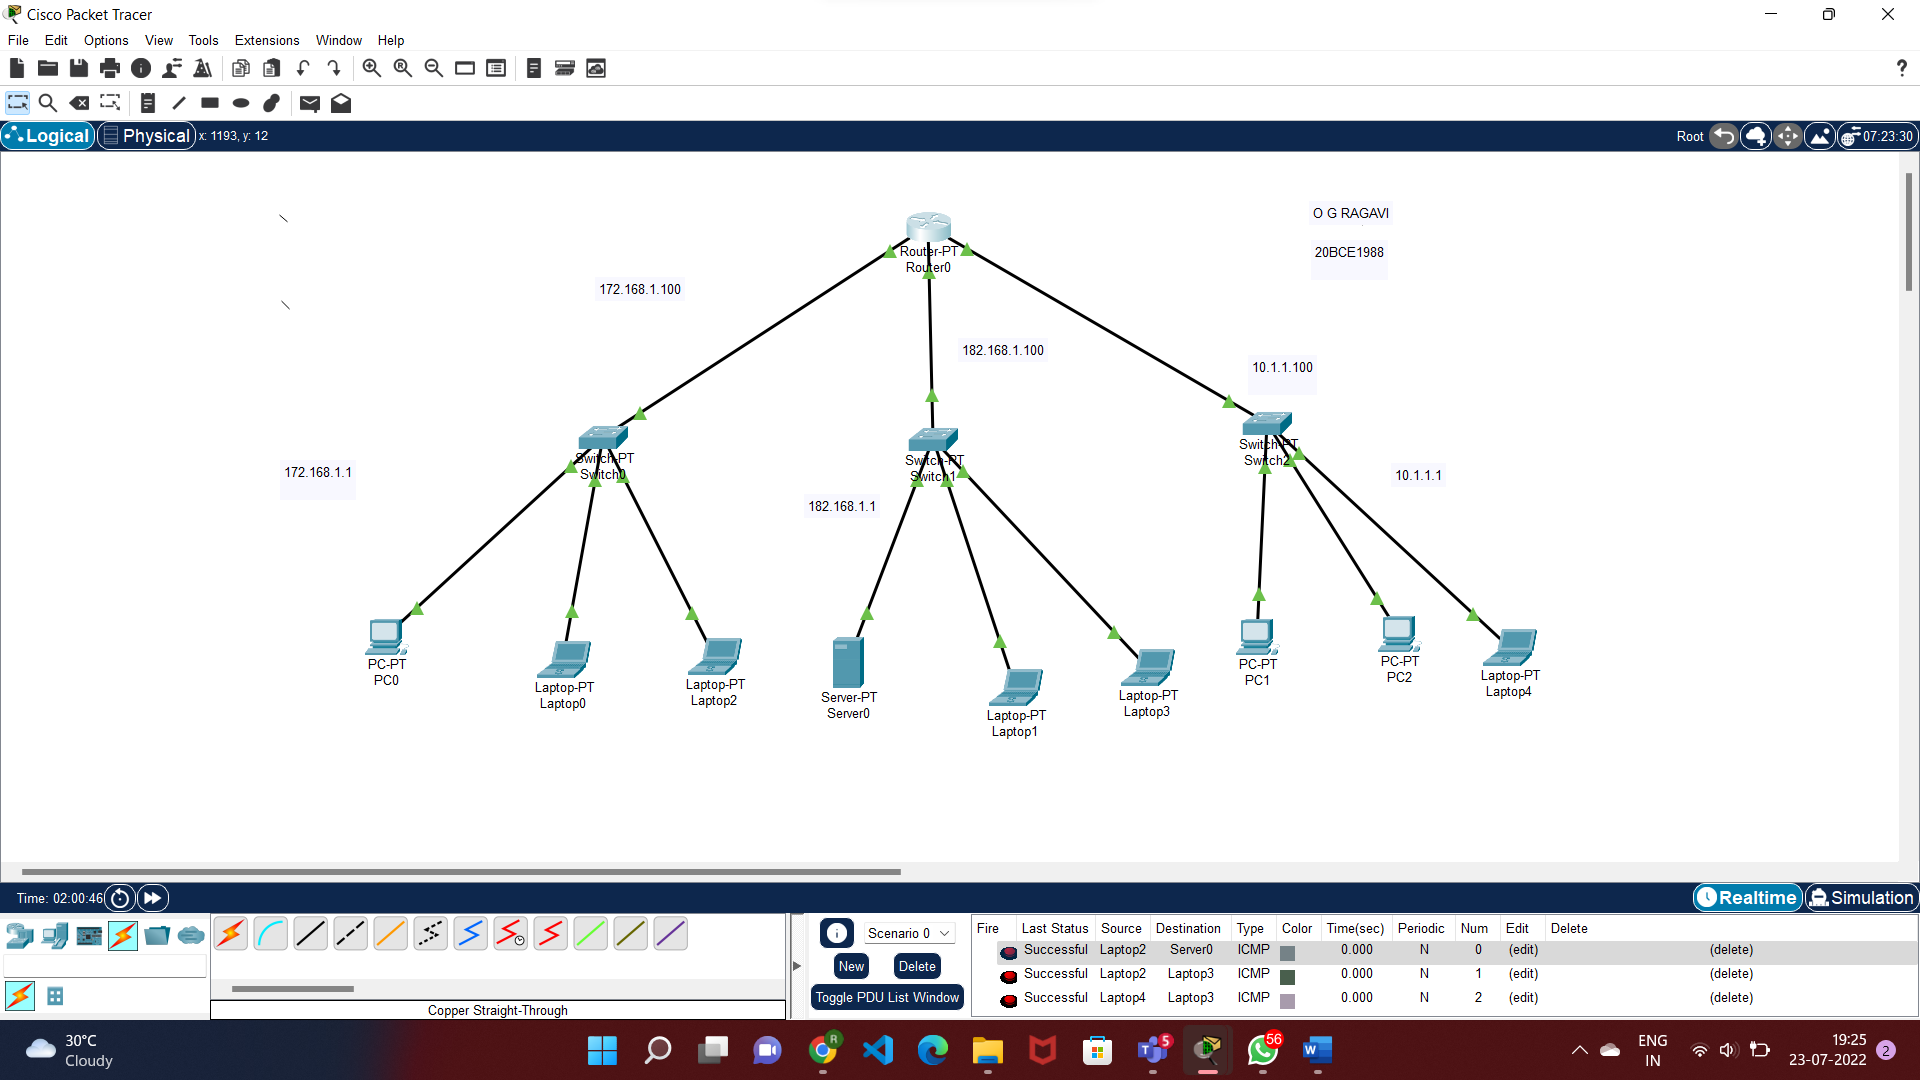 Cisco Packet Tracer
File Edit Options View Tools Extensions Window Help
?
Logical Physical x: 1193, y: 12 Root 07:23:30
O G RAGAVI
20BCE1988
Router-PT
Router0
172.168.1.100
182.168.1.100
10.1.1.100
Switch-PT
Switch0
Switch-PT
Switch1
Switch-PT
Switch2
172.168.1.1
182.168.1.1
10.1.1.1
PC-PT
PC0
Laptop-PT
Laptop0
Laptop-PT
Laptop2
Server-PT
Server0
Laptop-PT
Laptop1
Laptop-PT
Laptop3
PC-PT
PC1
PC-PT
PC2
Laptop-PT
Laptop4
Time: 02:00:46 Realtime Simulation
Scenario 0
New Delete
Toggle PDU List Window
Copper Straight-Through
Fire Last Status Source Destination Type Color Time(sec) Periodic Num Edit Delete
Successful Laptop2 Server0 ICMP 0.000 N 0 (edit) (delete)
Successful Laptop2 Laptop3 ICMP 0.000 N 1 (edit) (delete)
Successful Laptop4 Laptop3 ICMP 0.000 N 2 (edit) (delete)
30°C
Cloudy
R
5
56
ENG
IN
19:25
23-07-2022
2